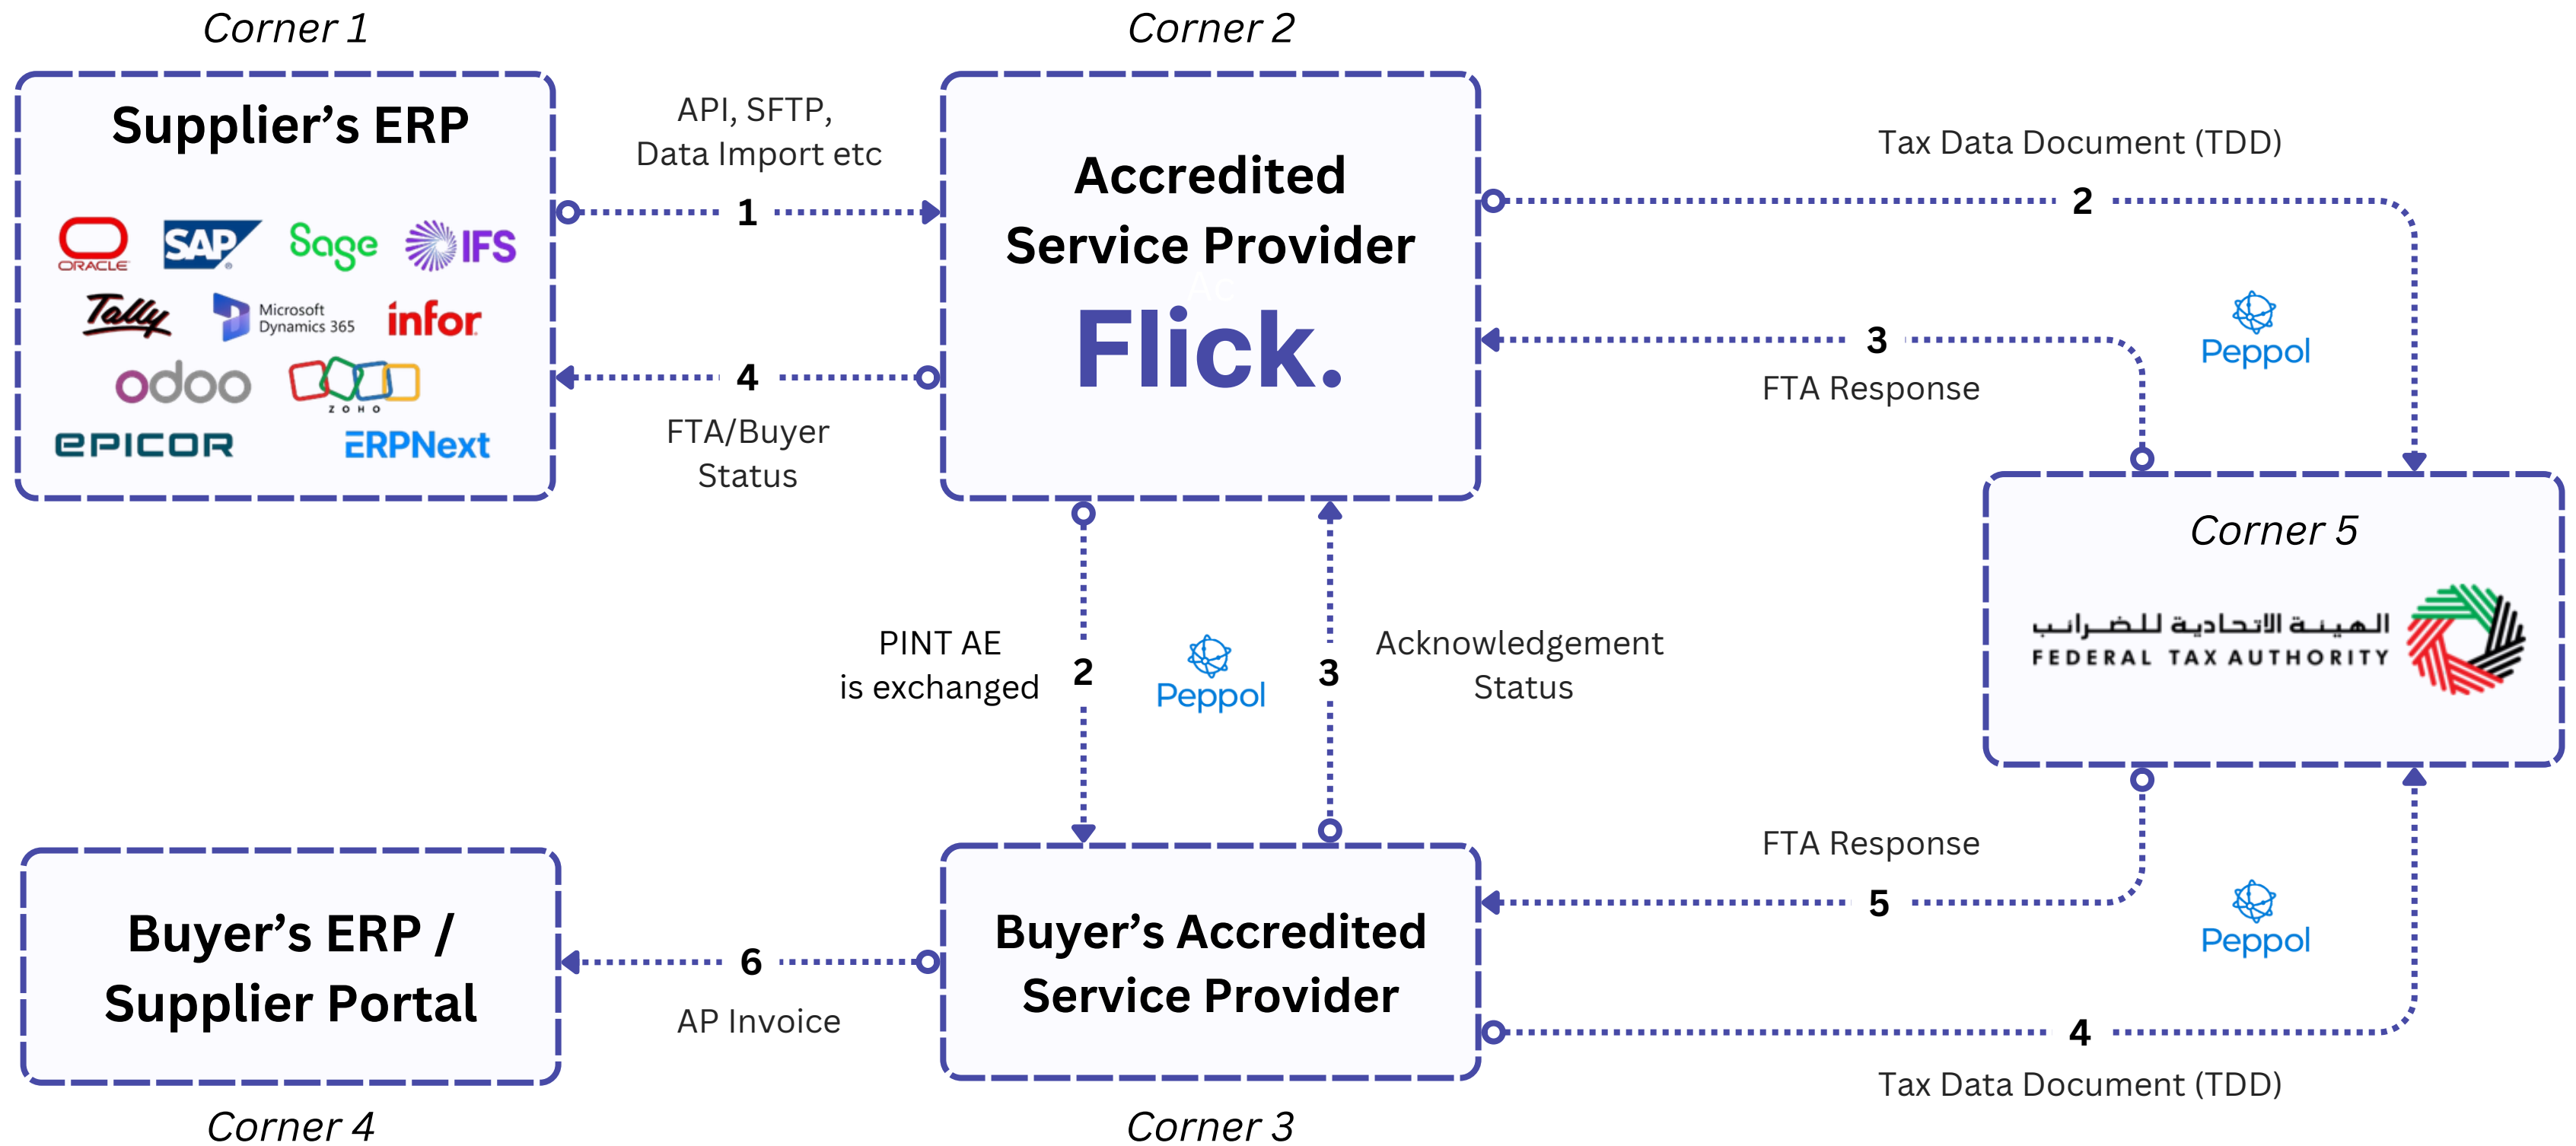 Corner 1
Supplier’s ERP
ORACLE
SAP
Sage
IFS
Tally
Microsoft
Dynamics 365
infor
odoo
ZOHO
EPICOR
ERPNext
API, SFTP,
Data Import etc
1
4
FTA/Buyer
Status
Corner 2
Accredited
Service Provider
Ac
Flick.
Tax Data Document (TDD)
2
3
FTA Response
Peppol
Corner 5
الهيئة الاتحادية للضرائب
FEDERAL TAX AUTHORITY
PINT AE
is exchanged
2
Peppol
3
Acknowledgement
Status
FTA Response
5
Peppol
4
Tax Data Document (TDD)
Buyer’s Accredited
Service Provider
Corner 3
6
AP Invoice
Buyer’s ERP /
Supplier Portal
Corner 4